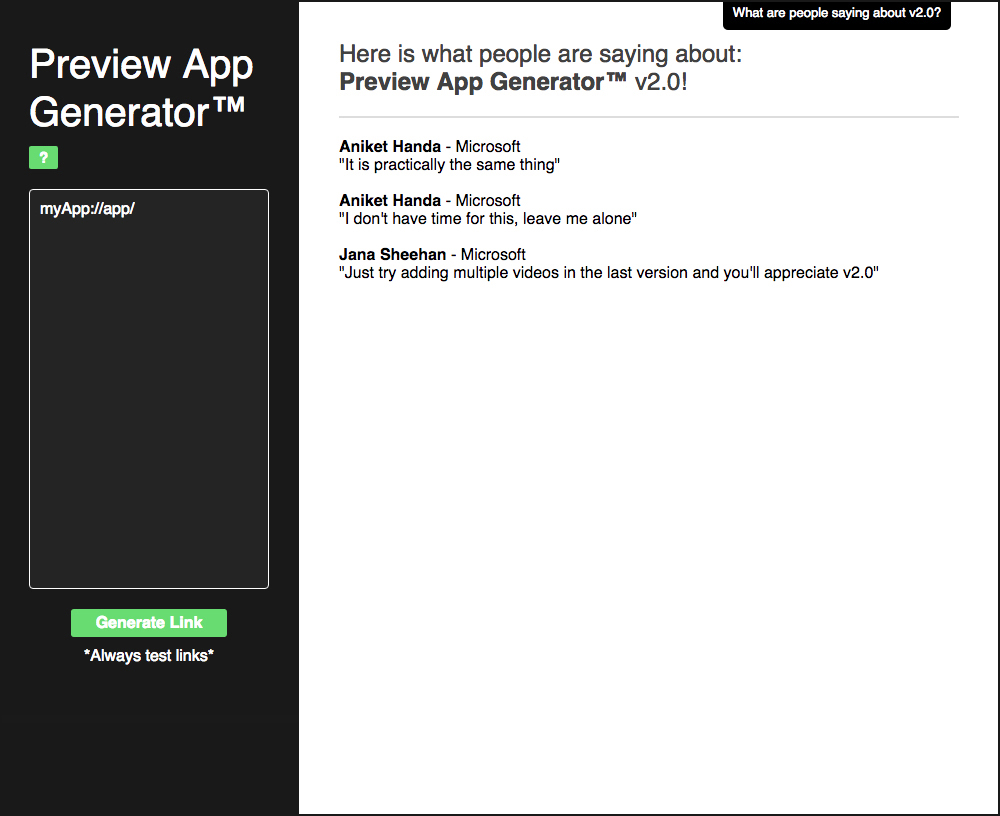 What are people saying about v2.0?
Preview App
Generator™
?
myApp://app/
Generate Link
*Always test links*
Here is what people are saying about:
Preview App Generator™ v2.0!
Aniket Handa - Microsoft
"It is practically the same thing"
Aniket Handa - Microsoft
"I don't have time for this, leave me alone"
Jana Sheehan - Microsoft
"Just try adding multiple videos in the last version and you'll appreciate v2.0"